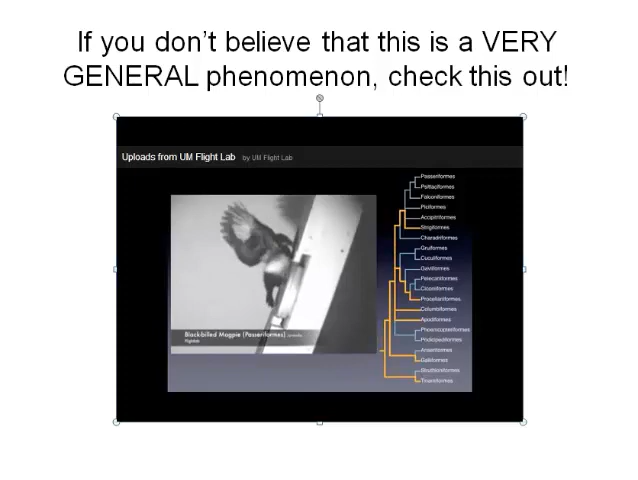 If you don't believe that this is a VERY
GENERAL phenomenon, check this out!
Uploads from UM Flight Lab by UM Flight Lab
Passeriformes
Psittaciformes
Falconiformes
Piciformes
Accipitriformes
Strigiformes
Charadriiformes
Gruiformes
Cuculiformes
Gaviiformes
Pelecaniformes
Ciconiiformes
Procellariiformes
Columbiformes
Apodiformes
Phoenicopteriformes
Podicipediformes
Anseriformes
Galliformes
Struthioniformes
Tinamiformes
Black-billed Magpie (Passeriformes)